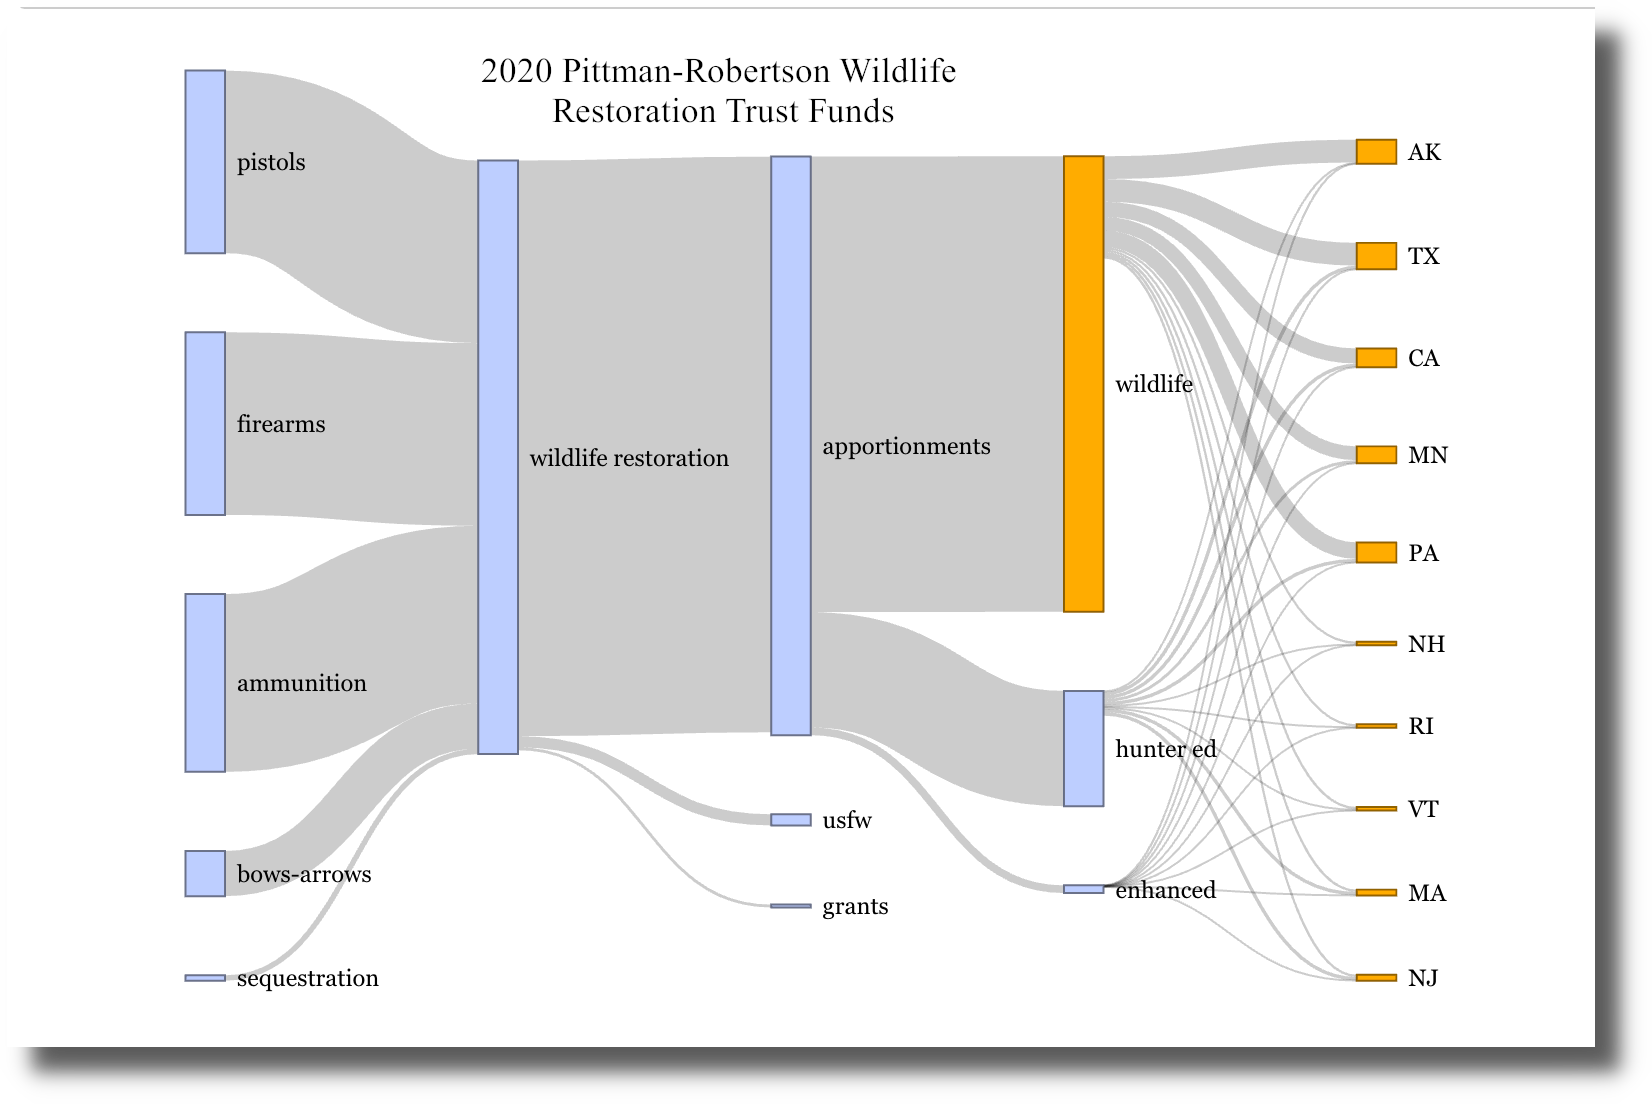 2020 Pittman-Robertson Wildlife
Restoration Trust Funds
pistols
firearms
ammunition
bows-arrows
sequestration
wildlife restoration
apportionments
usfw
grants
wildlife
hunter ed
enhanced
AK
TX
CA
MN
PA
NH
RI
VT
MA
NJ